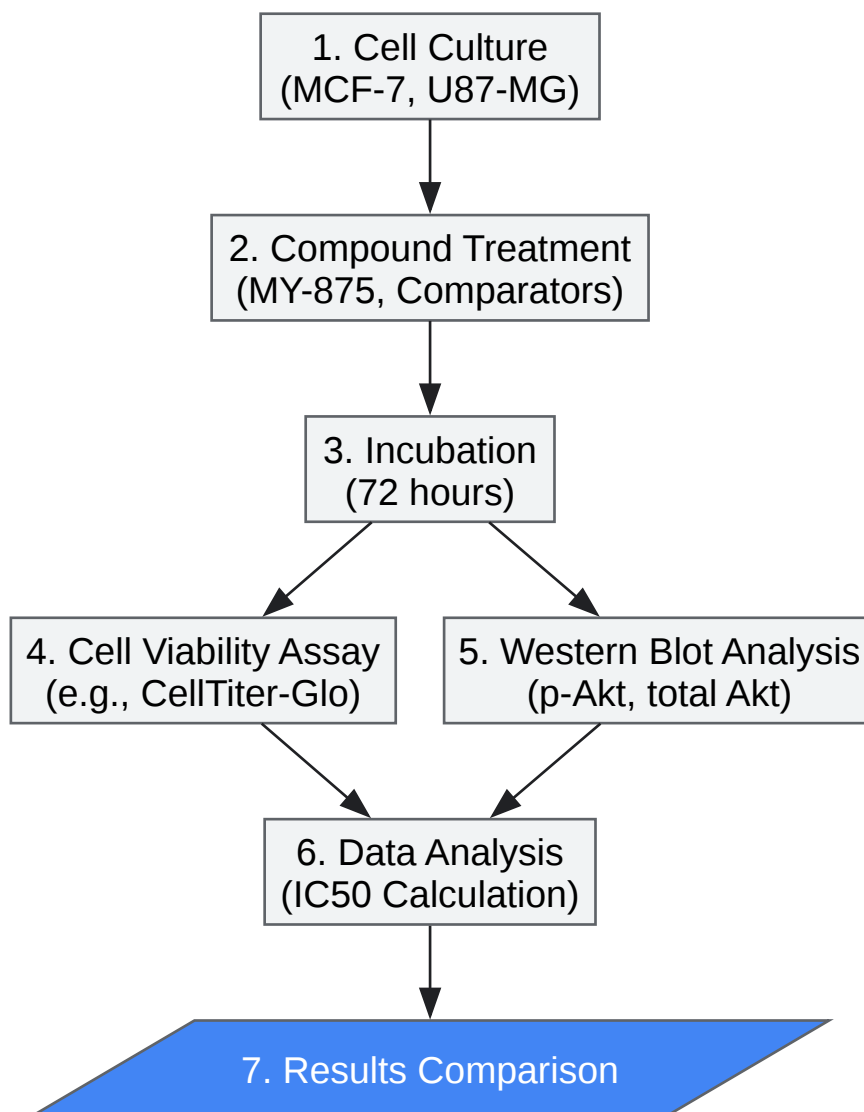 1. Cell Culture
(MCF-7, U87-MG)
2. Compound Treatment
(MY-875, Comparators)
3. Incubation
(72 hours)
4. Cell Viability Assay
(e.g., CellTiter-Glo)
5. Western Blot Analysis
(p-Akt, total Akt)
6. Data Analysis
(IC50 Calculation)
7. Results Comparison